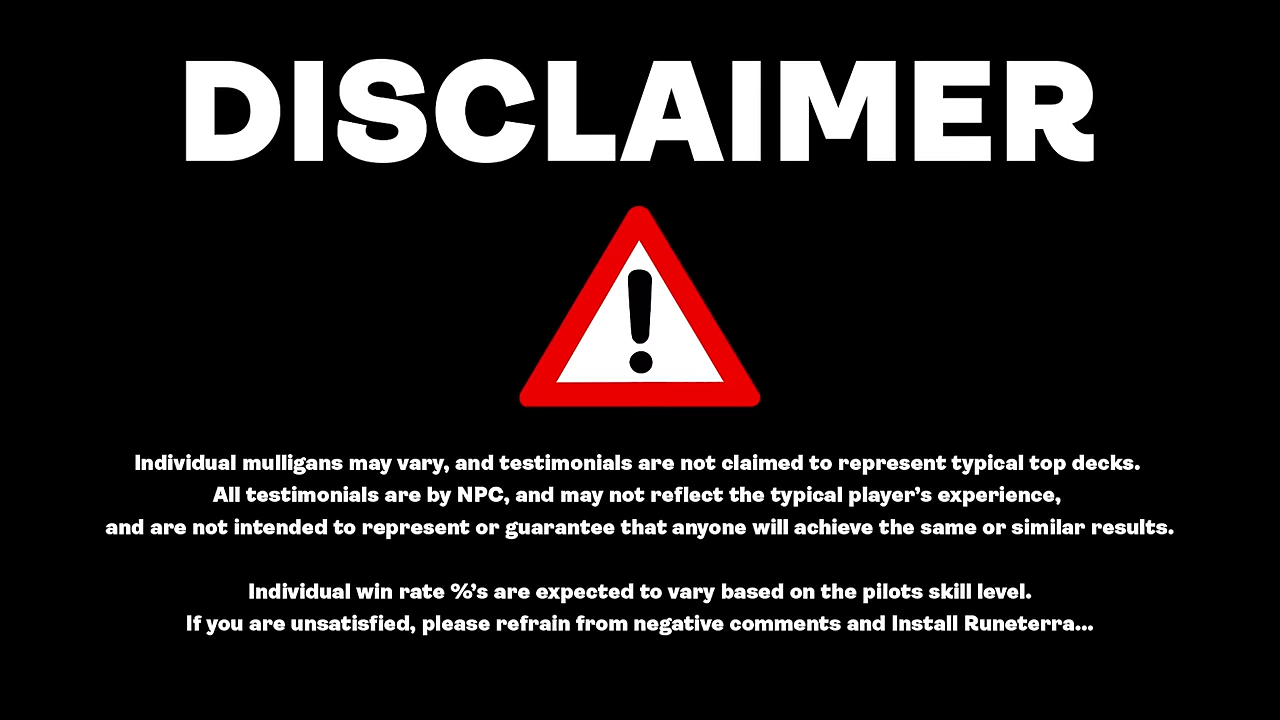 DISCLAIMER
Individual mulligans may vary, and testimonials are not claimed to represent typical top decks.
All testimonials are by NPC, and may not reflect the typical player’s experience,
and are not intended to represent or guarantee that anyone will achieve the same or similar results.
Individual win rate %’s are expected to vary based on the pilots skill level.
If you are unsatisfied, please refrain from negative comments and Install Runeterra...